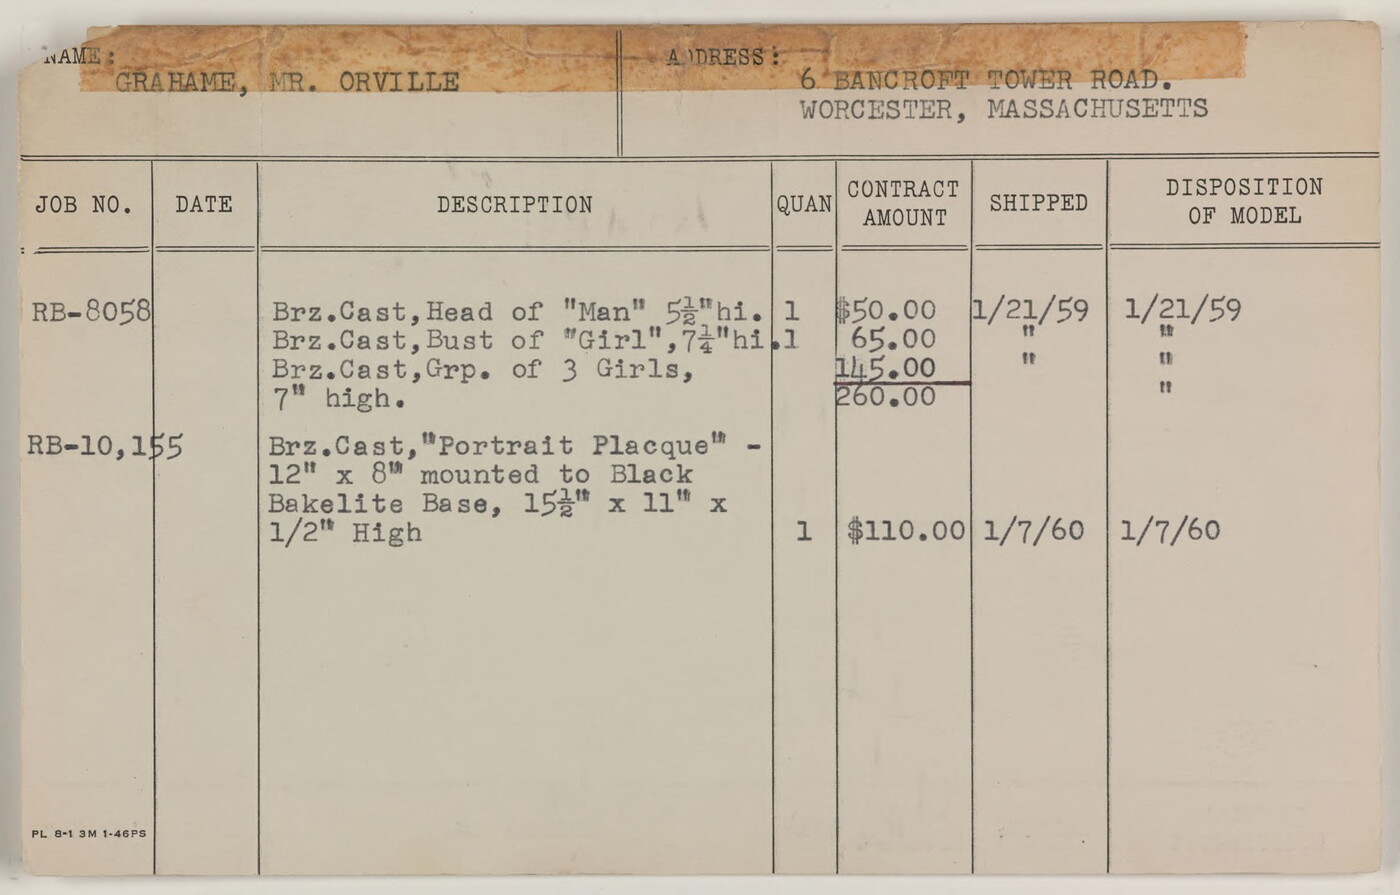 NAME: ADDRESS:
GRAHAME, MR. ORVILLE 6 BANCROFT TOWER ROAD.
WORCESTER, MASSACHUSETTS
JOB NO. DATE DESCRIPTION QUAN CONTRACT AMOUNT SHIPPED DISPOSITION OF MODEL
RB-8058 Brz.Cast,Head of "Man" 5½"hi. 1 $50.00 1/21/59 1/21/59
Brz.Cast,Bust of "Girl",7¼"hi.1 65.00 " "
Brz.Cast,Grp. of 3 Girls, 145.00 " "
7" high. 260.00 "
RB-10,155 Brz.Cast,"Portrait Placque" -
12" x 8" mounted to Black
Bakelite Base, 15½" x 11" x
1/2" High 1 $110.00 1/7/60 1/7/60
PL 8-1 3M 1-46PS